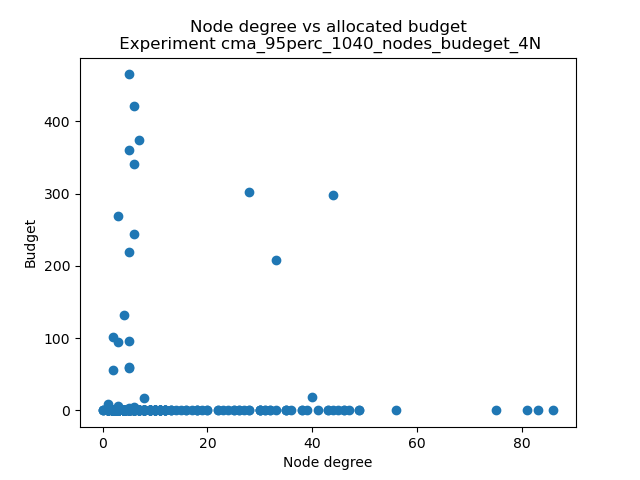 Node degree vs allocated budget
Experiment cma_95perc_1040_nodes_budeget_4N
400
300
200
100
0
Budget
0 20 40 60 80
Node degree